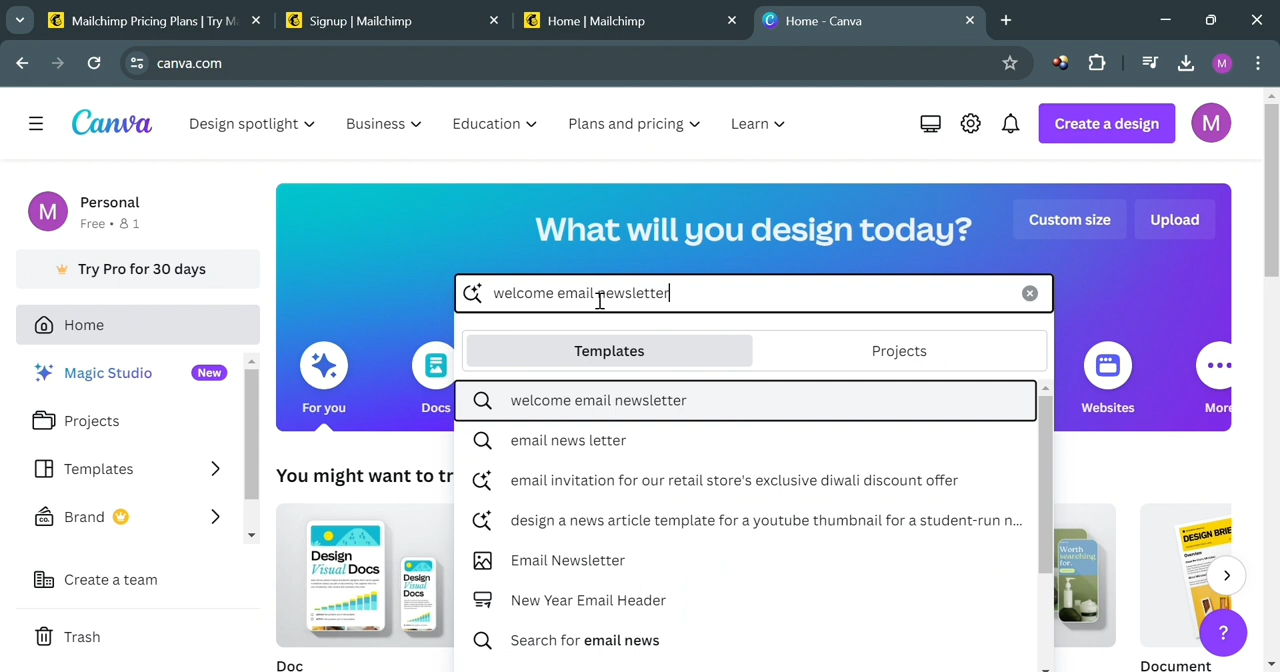 Mailchimp Pricing Plans | Try M
Signup | Mailchimp
Home | Mailchimp
Home - Canva
canva.com
M
Canva
Design spotlight
Business
Education
Plans and pricing
Learn
Create a design
M
M
Personal
Free • 1
Try Pro for 30 days
Home
Magic Studio
New
Projects
Templates
Brand
Create a team
Trash
What will you design today?
Custom size
Upload
welcome email newsletter
Templates
Projects
welcome email newsletter
email news letter
email invitation for our retail store's exclusive diwali discount offer
design a news article template for a youtube thumbnail for a student-run n...
Email Newsletter
New Year Email Header
Search for email news
For you
Docs
Websites
More
You might want to tr
Design
Visual Docs
Design
Visual
Docs
Doc
Worth
searching
for.
DESIGN BRIE
Document
?